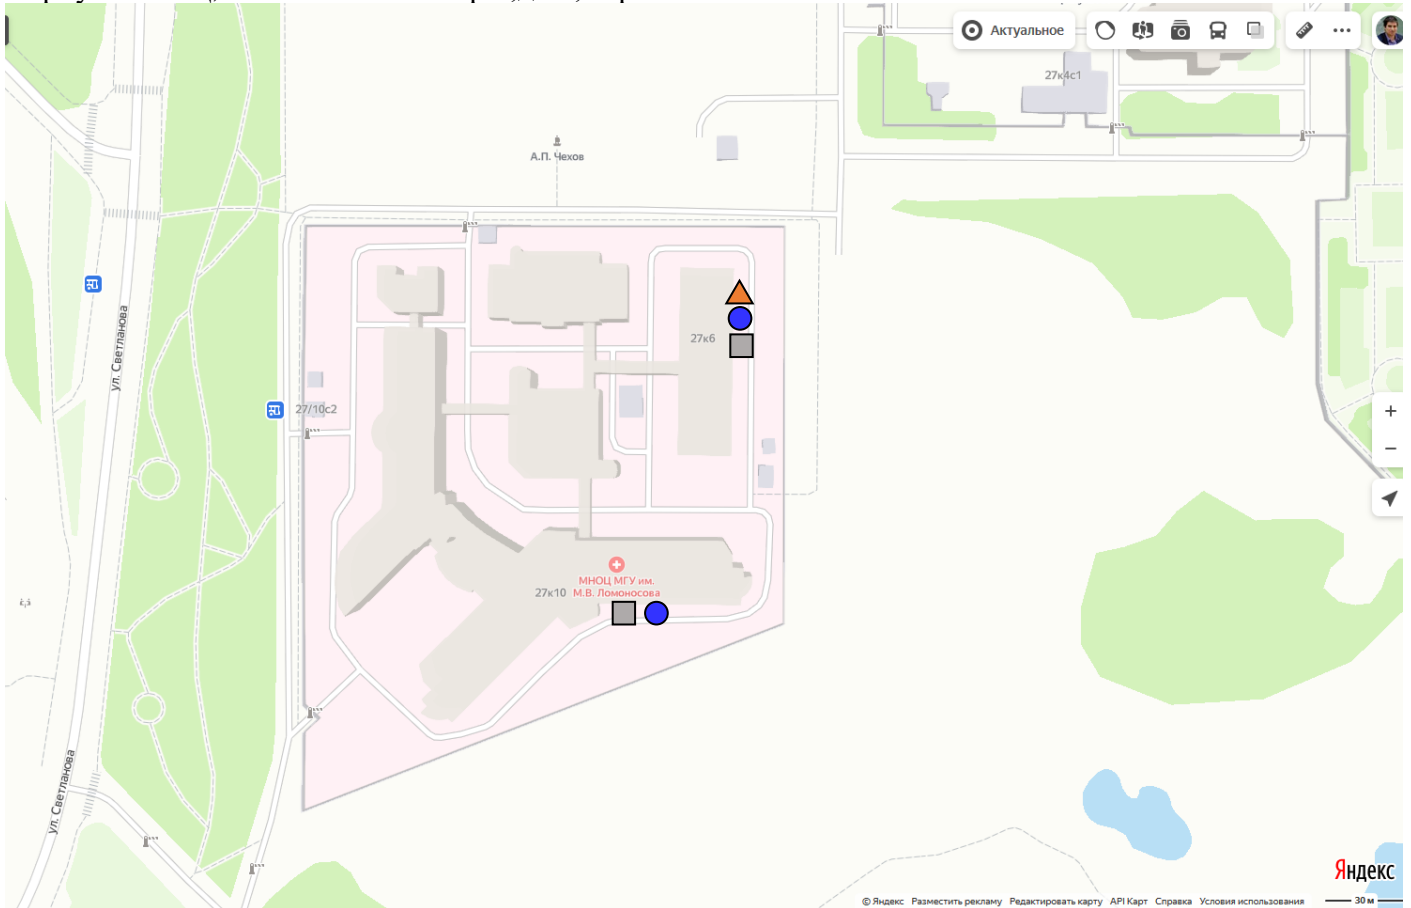 Актуальное
27к4с1
А.П. Чехов
ул. Светланова
27к6
27/10с2
МНОЦ МГУ им.
27к10 М.В. Ломоносова
ул. Светланова
Яндекс
© Яндекс Разместить рекламу Редактировать карту API Карт Справка Условия использования 30 м